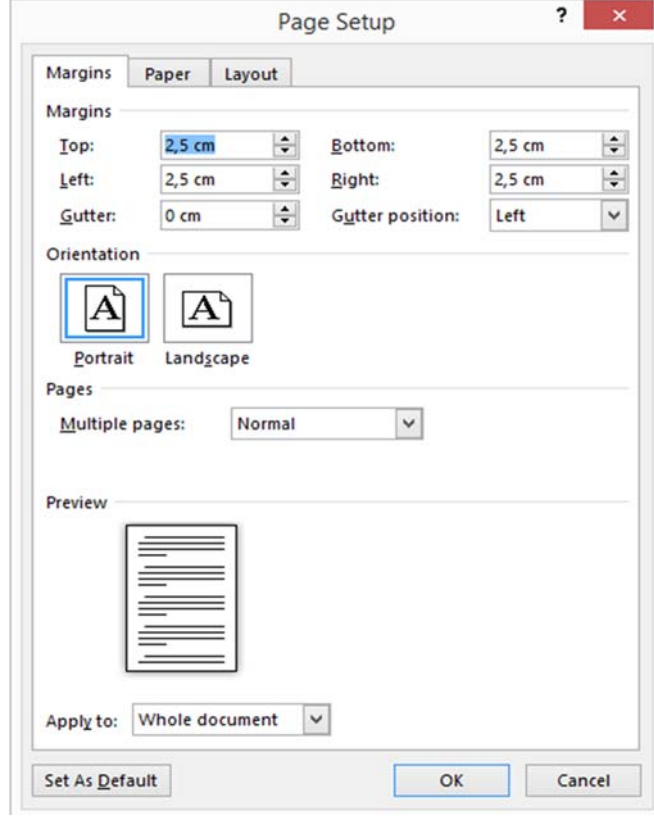 Page Setup ?
Margins Paper Layout
Margins
Top: 2,5 cm Bottom: 2,5 cm
Left: 2,5 cm Right: 2,5 cm
Gutter: 0 cm Gutter position: Left
Orientation
A A
Portrait Landscape
Pages
Multiple pages: Normal
Preview
Apply to: Whole document
Set As Default OK Cancel